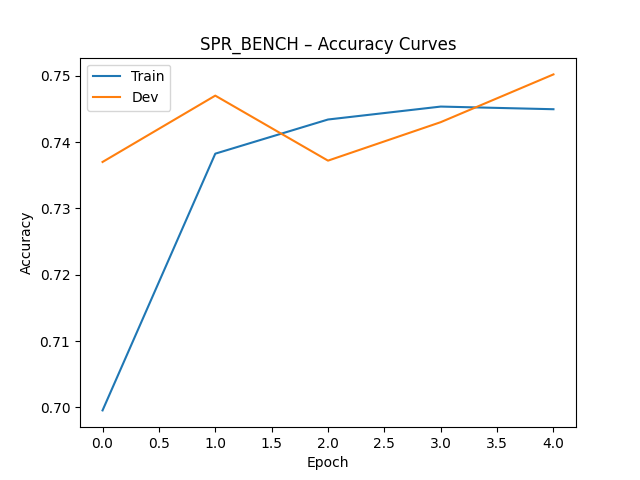 SPR_BENCH – Accuracy Curves
Train
Dev
0.75
0.74
0.73
0.72
0.71
0.70
Accuracy
0.0 0.5 1.0 1.5 2.0 2.5 3.0 3.5 4.0
Epoch